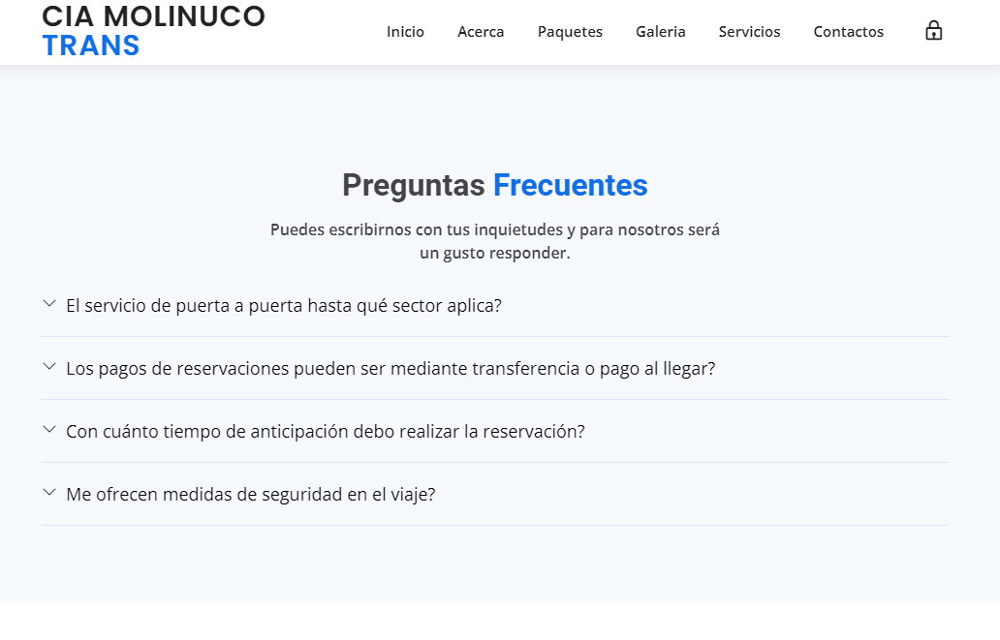 CIA MOLINUCO
TRANS
Inicio Acerca Paquetes Galeria Servicios Contactos
Preguntas Frecuentes
Puedes escribirnos con tus inquietudes y para nosotros será
un gusto responder.
El servicio de puerta a puerta hasta qué sector aplica?
Los pagos de reservaciones pueden ser mediante transferencia o pago al llegar?
Con cuánto tiempo de anticipación debo realizar la reservación?
Me ofrecen medidas de seguridad en el viaje?